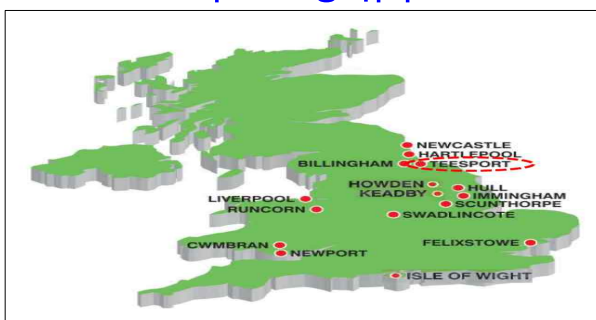 NEWCASTLE
HARTLEPOOL
BILLINGHAM TEESPORT
HOWDEN
HULL
KEADBY
IMMINGHAM
LIVERPOOL
SCUNTHORPE
RUNCORN
SWADLINCOTE
CWMBRAN
FELIXSTOWE
NEWPORT
ISLE OF WIGHT